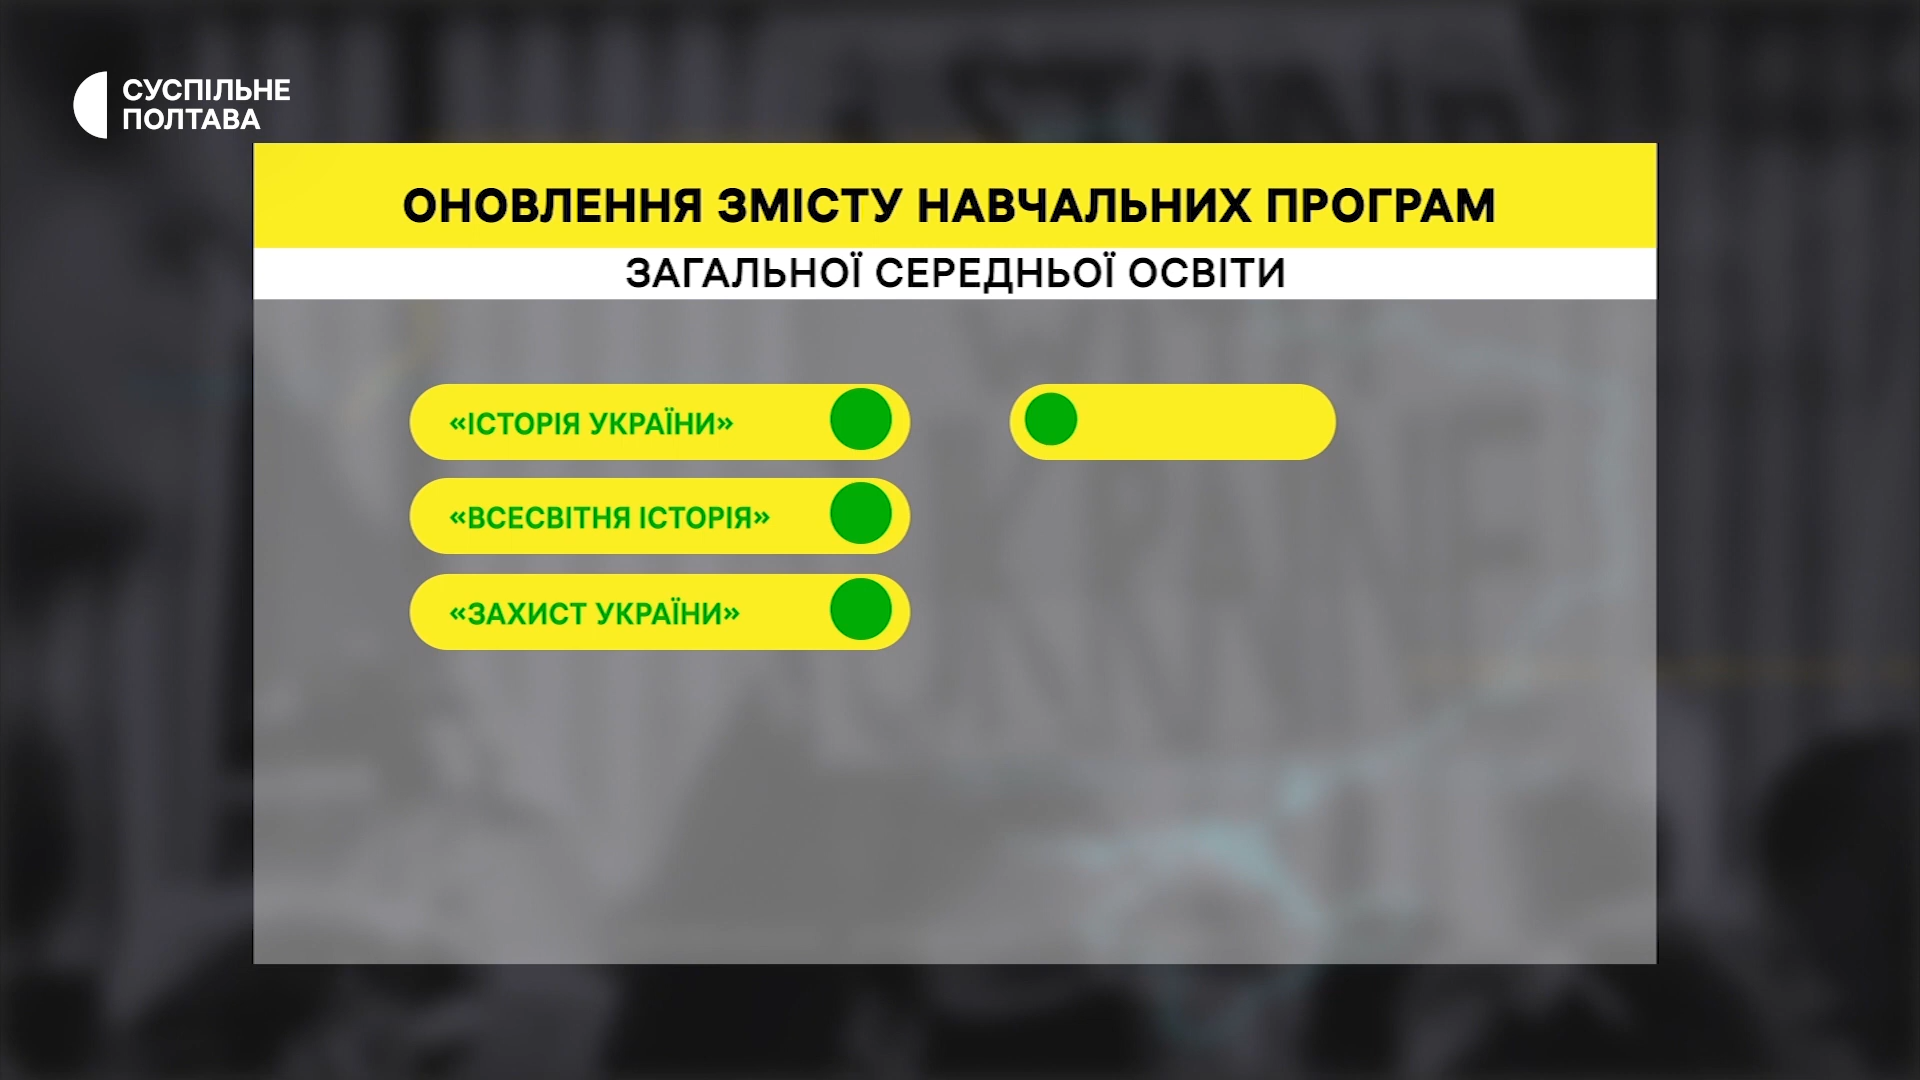 СУСПІЛЬНЕ
ПОЛТАВА
ОНОВЛЕННЯ ЗМІСТУ НАВЧАЛЬНИХ ПРОГРАМ
ЗАГАЛЬНОЇ СЕРЕДНЬОЇ ОСВІТИ
«ІСТОРІЯ УКРАЇНИ»
«ВСЕСВІТНЯ ІСТОРІЯ»
«ЗАХИСТ УКРАЇНИ»